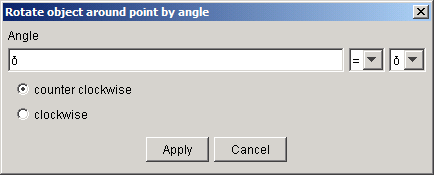 Rotate object around point by angle
Angle
ð = ð
counter clockwise
clockwise
Apply Cancel